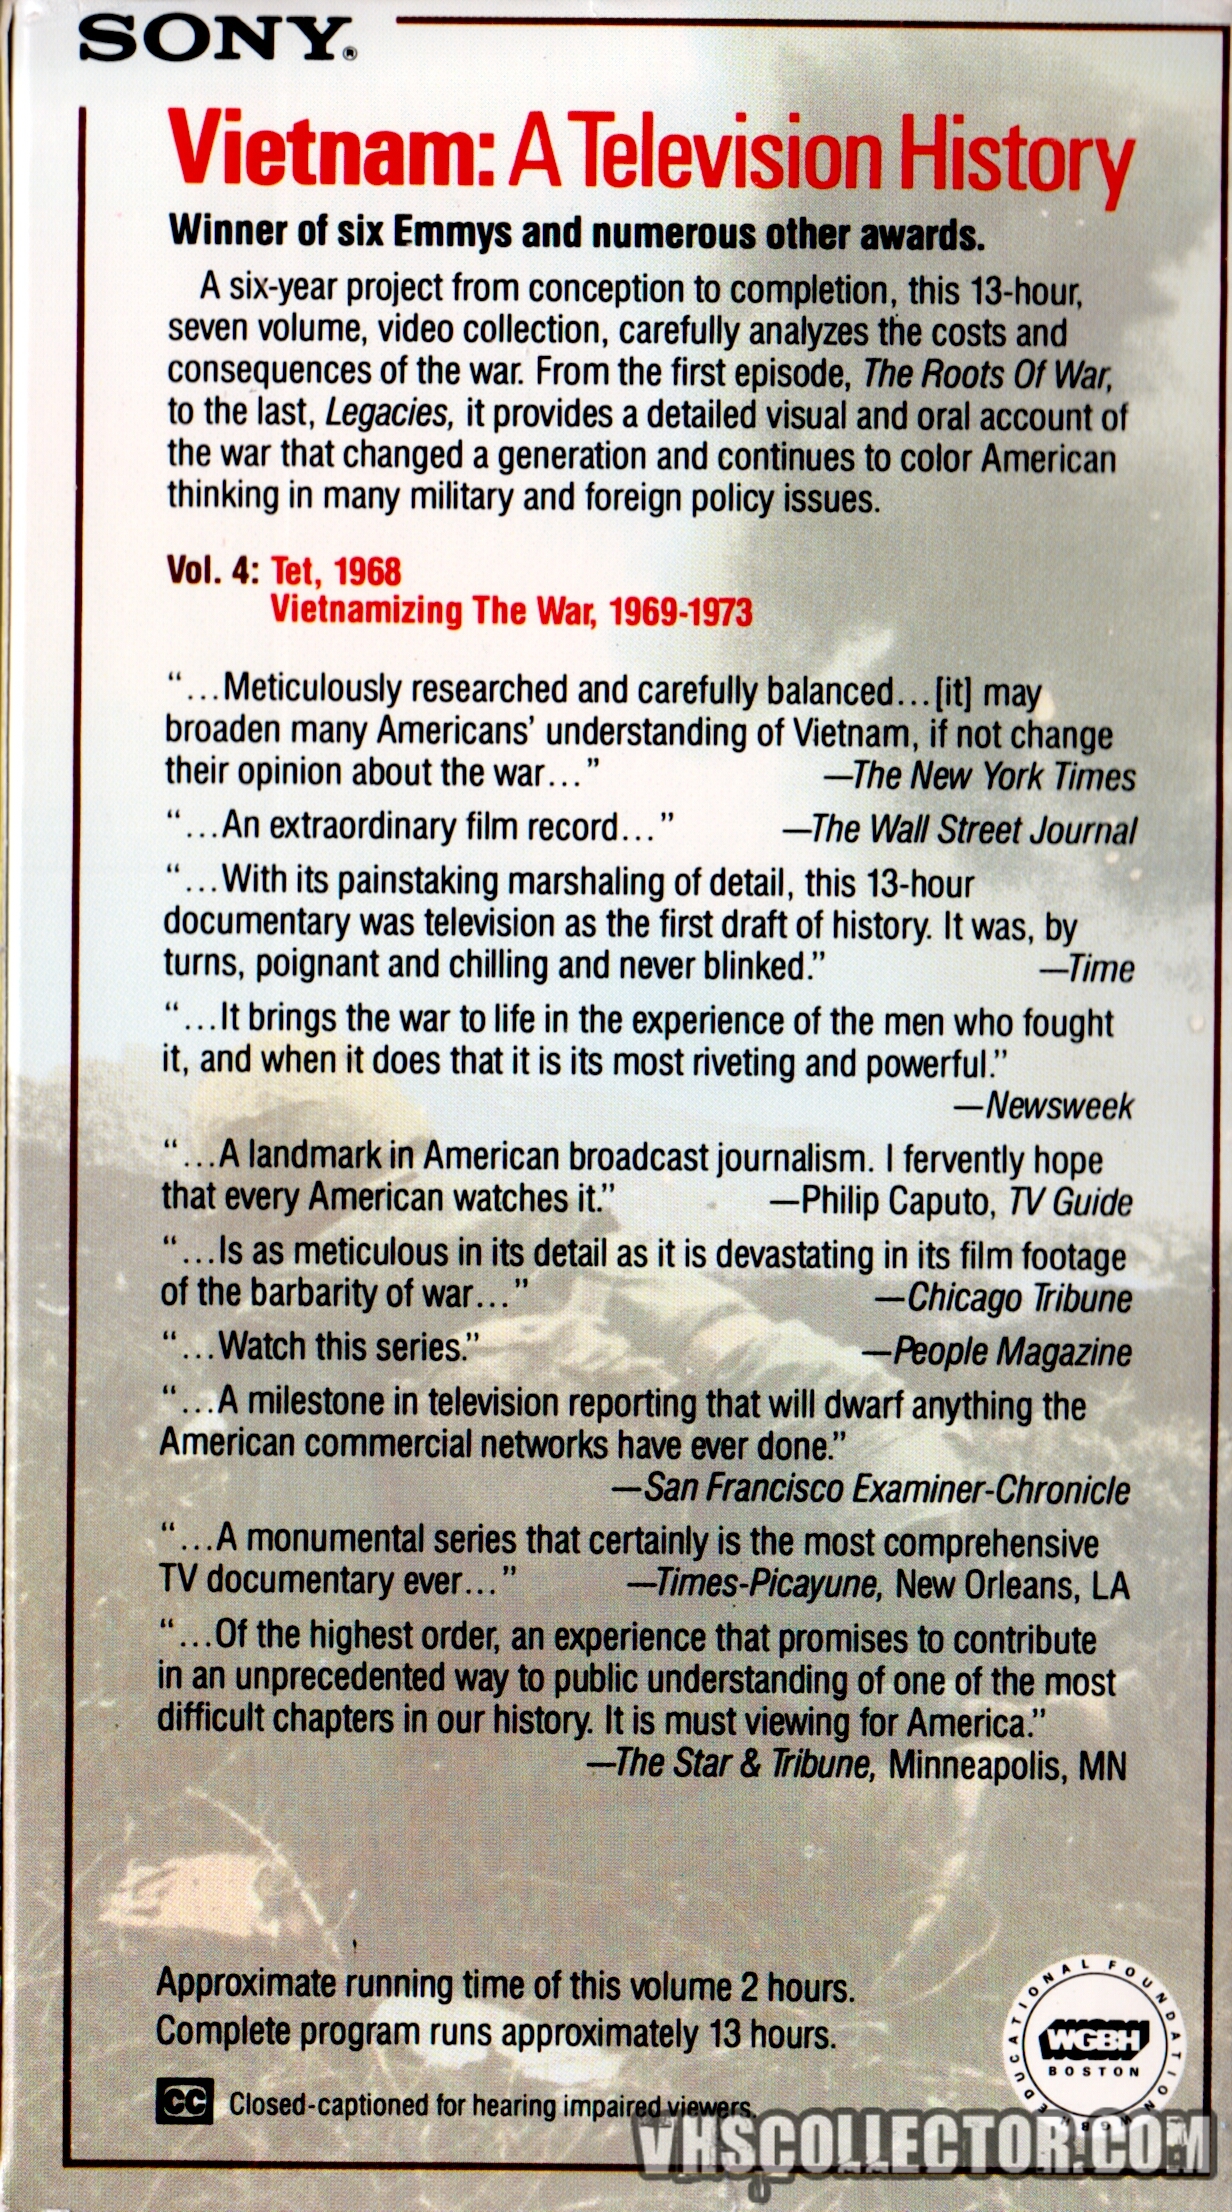 SONY®
Vietnam: A Television History
Winner of six Emmys and numerous other awards.
A six-year project from conception to completion, this 13-hour,
seven volume, video collection, carefully analyzes the costs and
consequences of the war. From the first episode, The Roots Of War,
to the last, Legacies, it provides a detailed visual and oral account of
the war that changed a generation and continues to color American
thinking in many military and foreign policy issues.
Vol. 4: Tet, 1968
Vietnamizing The War, 1969-1973
“...Meticulously researched and carefully balanced...[it] may
broaden many Americans’ understanding of Vietnam, if not change
their opinion about the war...” —The New York Times
“...An extraordinary film record...” —The Wall Street Journal
“...With its painstaking marshaling of detail, this 13-hour
documentary was television as the first draft of history. It was, by
turns, poignant and chilling and never blinked.” —Time
“...It brings the war to life in the experience of the men who fought
it, and when it does that it is its most riveting and powerful.”
—Newsweek
“...A landmark in American broadcast journalism. I fervently hope
that every American watches it.” —Philip Caputo, TV Guide
“...Is as meticulous in its detail as it is devastating in its film footage
of the barbarity of war...” —Chicago Tribune
“...Watch this series.” —People Magazine
“...A milestone in television reporting that will dwarf anything the
American commercial networks have ever done.”
—San Francisco Examiner-Chronicle
“...A monumental series that certainly is the most comprehensive
TV documentary ever...” —Times-Picayune, New Orleans, LA
“...Of the highest order, an experience that promises to contribute
in an unprecedented way to public understanding of one of the most
difficult chapters in our history. It is must viewing for America.”
—The Star & Tribune, Minneapolis, MN
Approximate running time of this volume 2 hours.
Complete program runs approximately 13 hours.
CC Closed-captioned for hearing impaired viewers.
WGBH EDUCATIONAL FOUNDATION
WGBH
BOSTON
VHSCOLLECTOR.COM